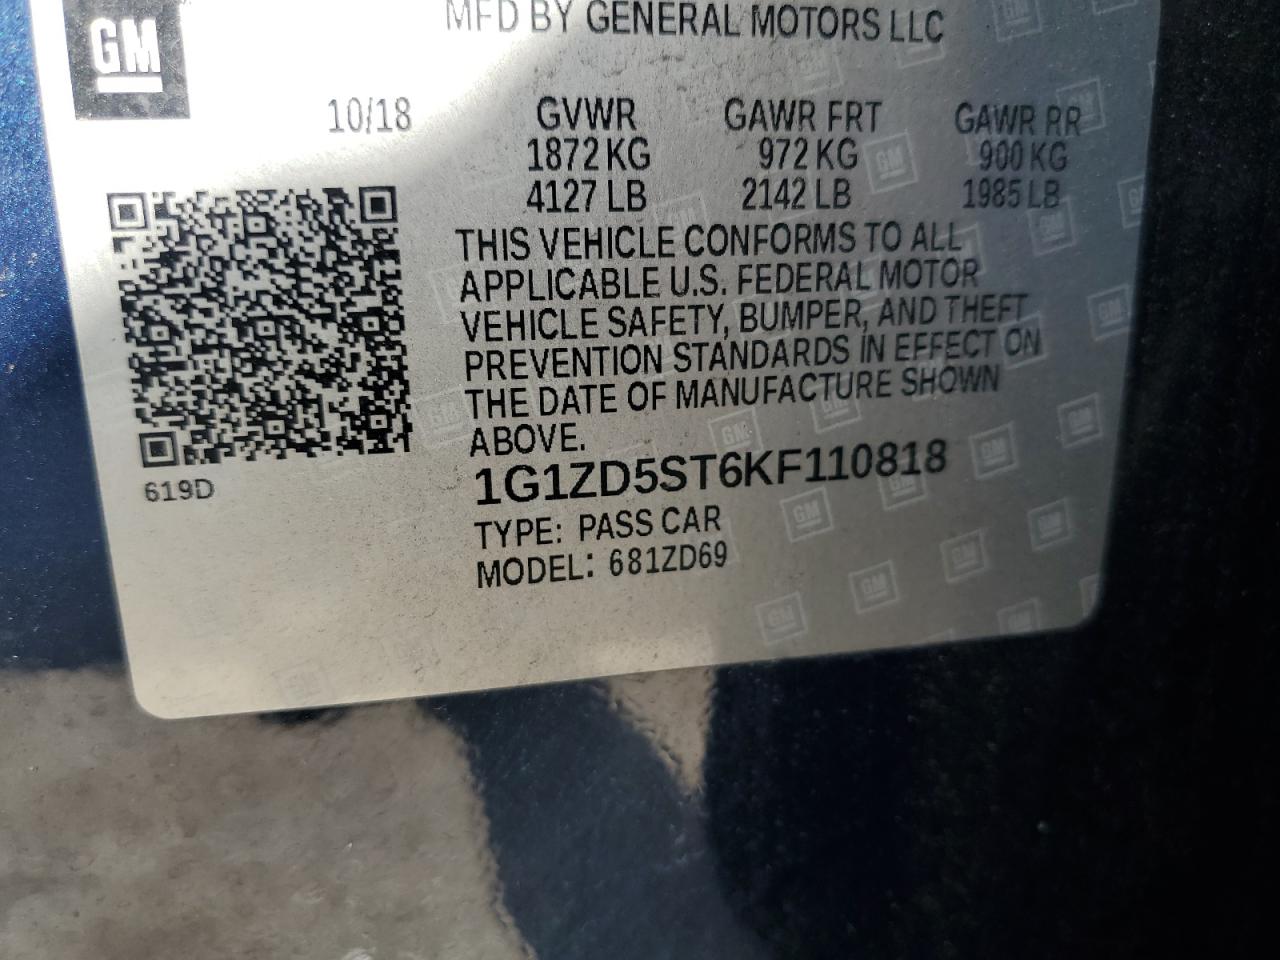 MFD BY GENERAL MOTORS LLC
GM
10/18 GVWR GAWR FRT GAWR RR
1872 KG 972 KG 900 KG
4127 LB 2142 LB 1985 LB
THIS VEHICLE CONFORMS TO ALL
APPLICABLE U.S. FEDERAL MOTOR
VEHICLE SAFETY, BUMPER, AND THEFT
PREVENTION STANDARDS IN EFFECT ON
THE DATE OF MANUFACTURE SHOWN
ABOVE.
619D
1G1ZD5ST6KF110818
TYPE: PASS CAR
MODEL: 681ZD69